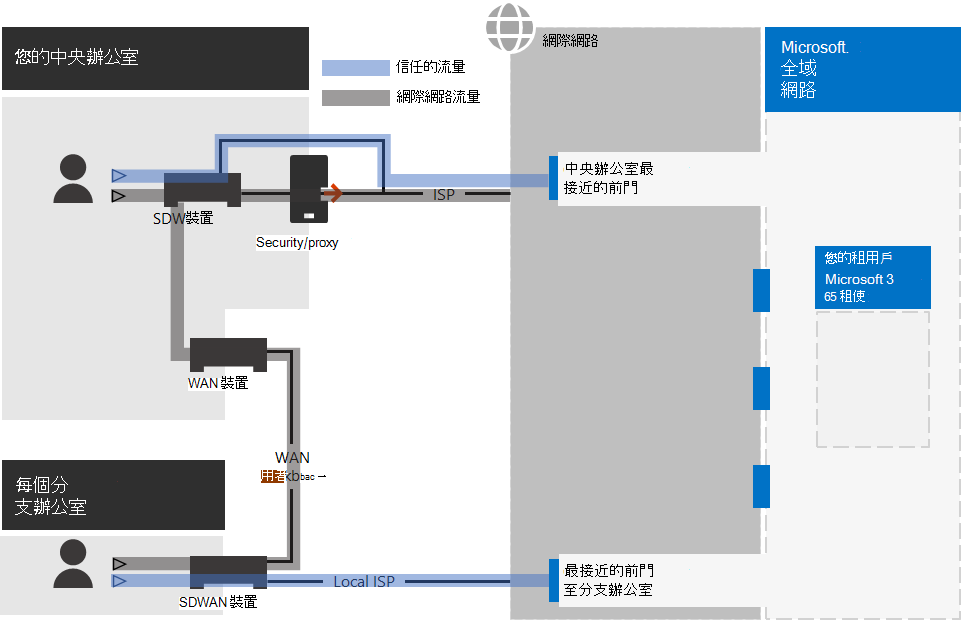 您的中央辦公室
信任的流量
網際網路流量
網際網路
Microsoft.
全域
網路
中央辦公室最
接近的前門
ISP
SDW裝置
Security/proxy
您的租用戶
Microsoft 3
65 租使
WAN 裝置
WAN
用者kbbac
每個分
支辦公室
Local ISP
最接近的前門
至分支辦公室
SDWAN 裝置